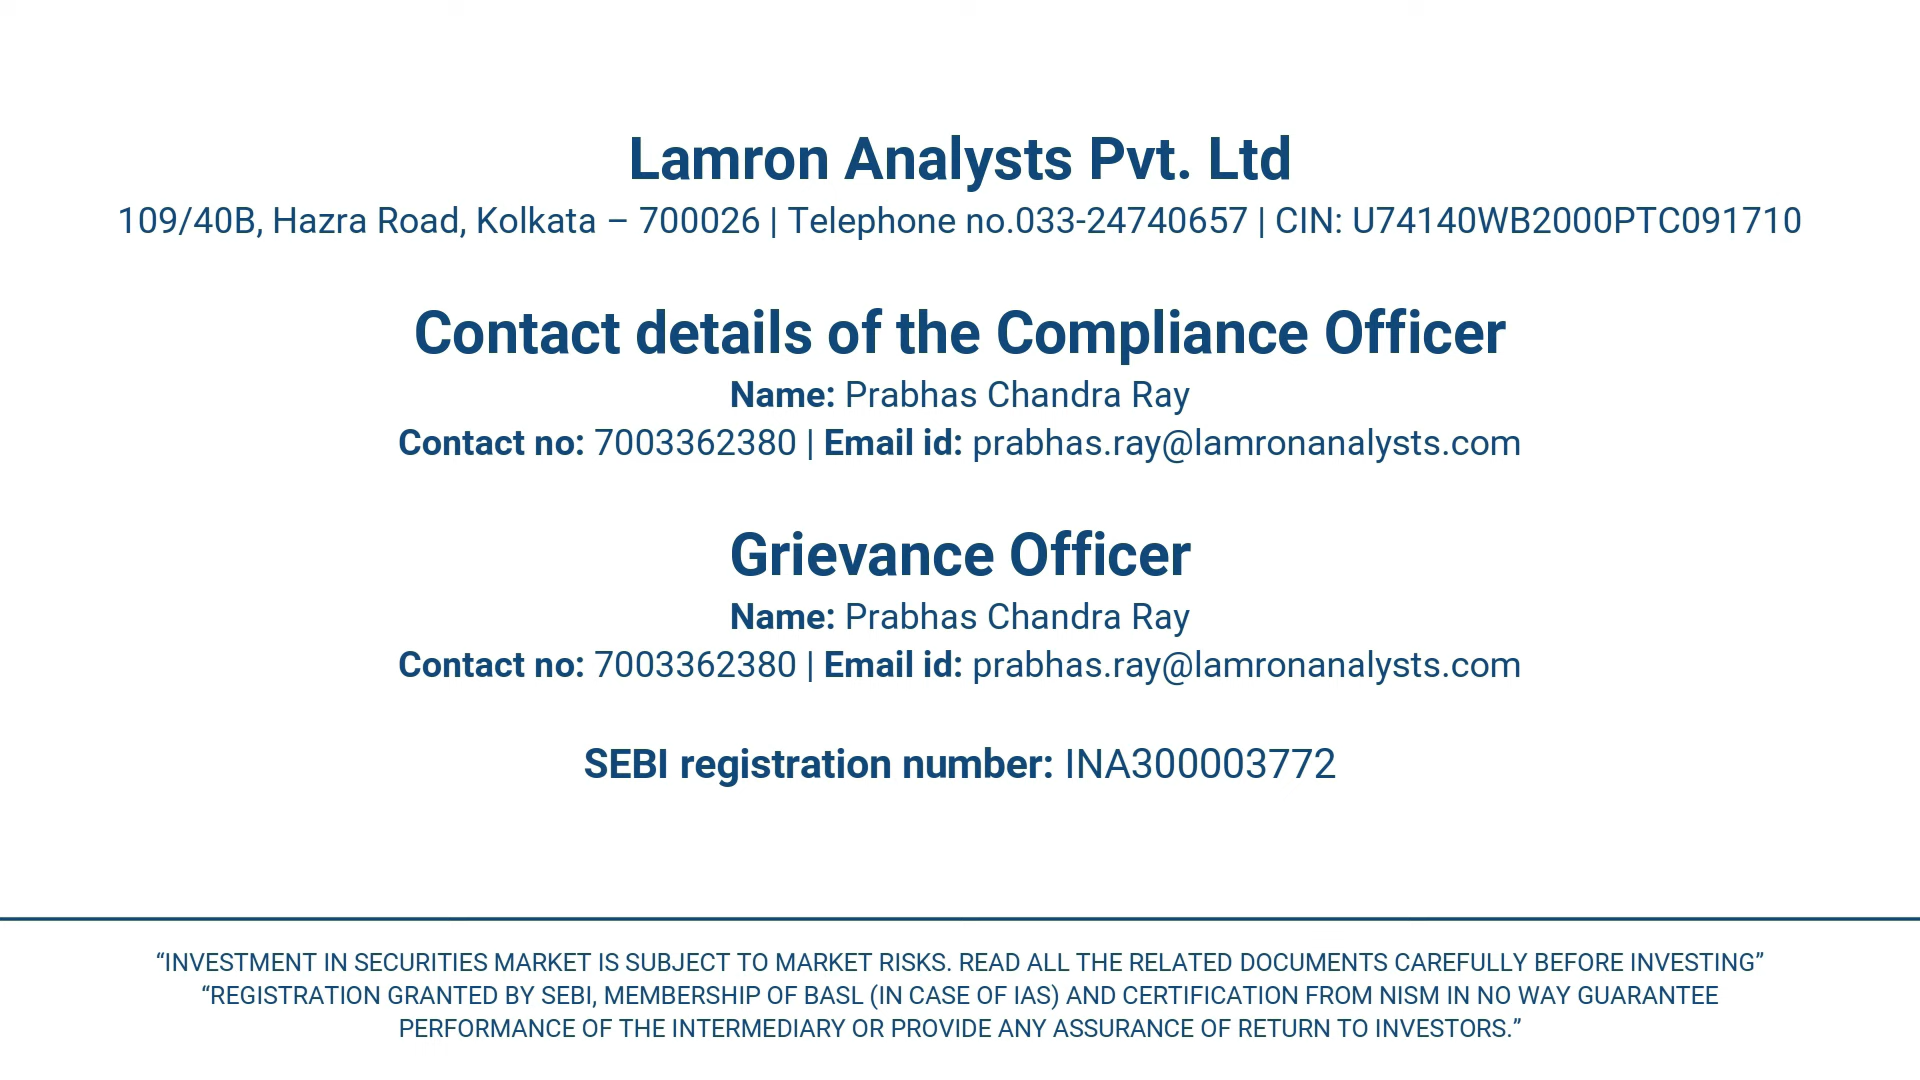 Lamron Analysts Pvt. Ltd
109/40B, Hazra Road, Kolkata – 700026 | Telephone no.033-24740657 | CIN: U74140WB2000PTC091710
Contact details of the Compliance Officer
Name: Prabhas Chandra Ray
Contact no: 7003362380 | Email id: prabhas.ray@lamronanalysts.com
Grievance Officer
Name: Prabhas Chandra Ray
Contact no: 7003362380 | Email id: prabhas.ray@lamronanalysts.com
SEBI registration number: INA300003772
“INVESTMENT IN SECURITIES MARKET IS SUBJECT TO MARKET RISKS. READ ALL THE RELATED DOCUMENTS CAREFULLY BEFORE INVESTING”
“REGISTRATION GRANTED BY SEBI, MEMBERSHIP OF BASL (IN CASE OF IAS) AND CERTIFICATION FROM NISM IN NO WAY GUARANTEE
PERFORMANCE OF THE INTERMEDIARY OR PROVIDE ANY ASSURANCE OF RETURN TO INVESTORS.”